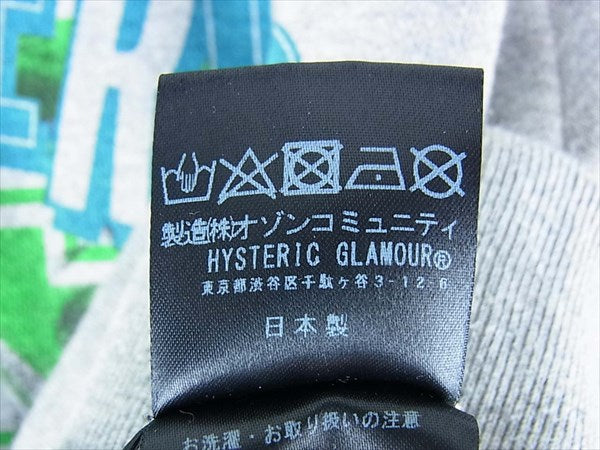 製造(株)オゾンコミュニティ
HYSTERIC GLAMOUR®
東京都渋谷区千駄ヶ谷3-12-6
日本製
お洗濯・お取り扱いの注意